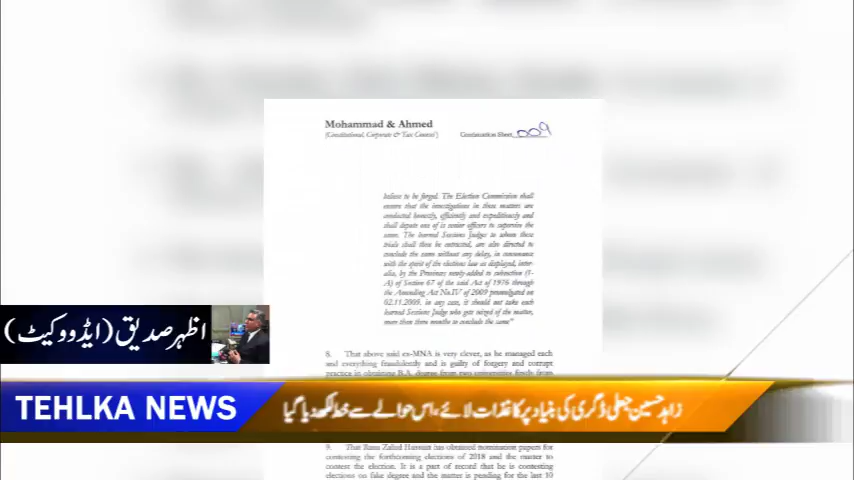 Mohammad & Ahmed
(Constitutional, Corporate & Tax Counsel)
Continuation Sheet 009
believe to be forged. The Election Commission shall
ensure that the investigations in these matters are
conducted honestly, efficiently and expeditiously and
shall depute one of is senior officers to supervise the
same. The learned Sessions Judges to whom these
trials shall then be entrusted, are also directed to
conclude the same without any delay, in consonance
with the spirit of the elections law as displayed, inter-
alia, by the Provisos newly-added to subsection (1-
A) of Section 67 of the said Act of 1976 through
the Amending Act No.IV of 2009 promulgated on
02.11.2009. in any case, it should not take each
learned Sessions Judge who gets seized of the matter,
more than three months to conclude the same"
8. That above said ex-MNA is very clever, as he managed each
and everything fraudulently and is guilty of forgery and corrupt
practice in obtaining B.A. degree from two universities firstly from
اظہر صدیق (ایڈووکیٹ)
TEHLKA NEWS
زاہد حسین جعلی ڈگری کی بنیاد پر کاغذات لائے، اس حوالے سے خط لکھ دیا گیا
9. That Rana Zahid Hussain has obtained nomination papers for
contesting the forthcoming elections of 2018 and the matter to
contest the election. It is a part of record that he is contesting
elections on fake degree and the matter is pending for the last 10